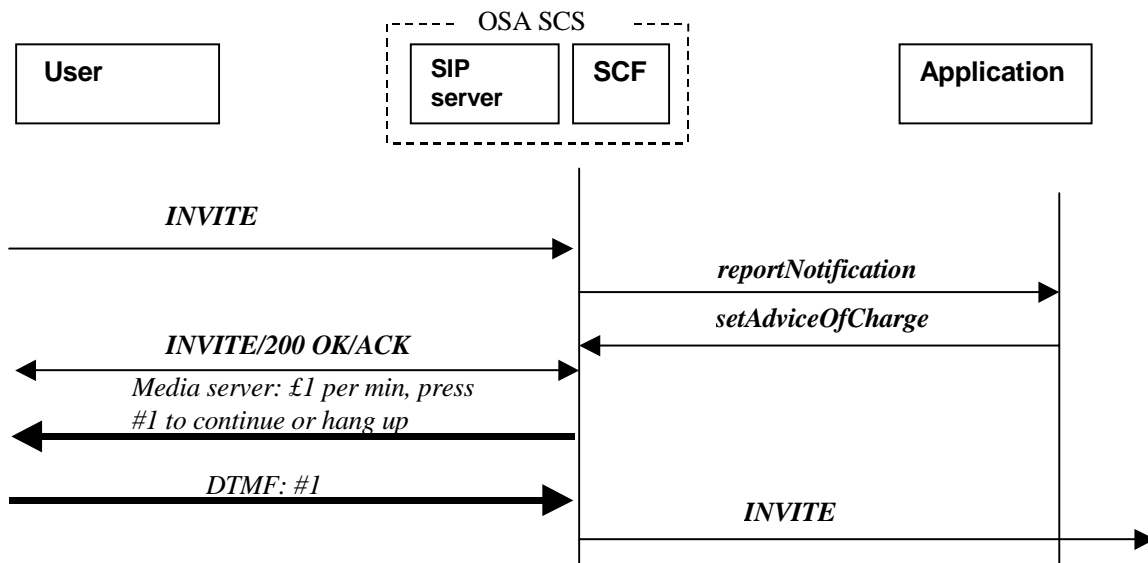 OSA SCS
User
SIP
server
SCF
Application
INVITE
reportNotification
setAdviceOfCharge
INVITE/200 OK/ACK
Media server: £1 per min, press
#1 to continue or hang up
DTMF: #1
INVITE